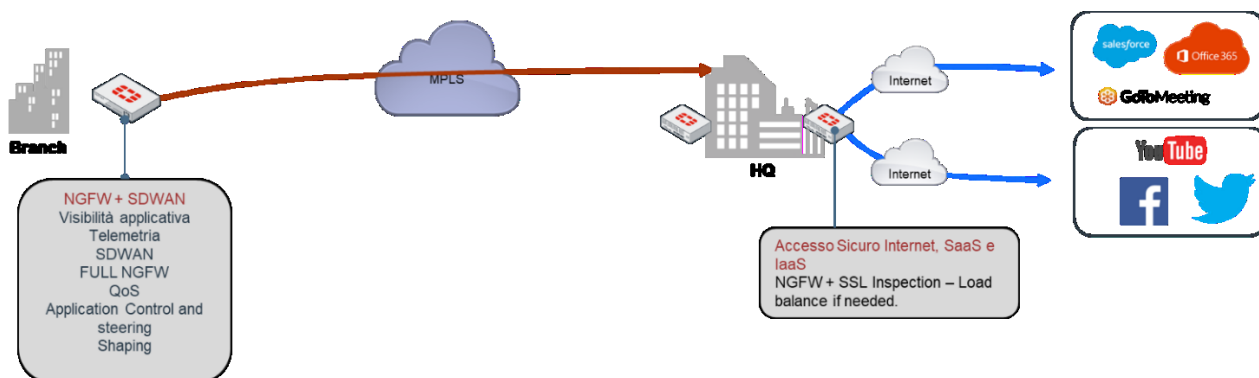 MPLS
Branch
HQ
Internet
Internet
salesforce
Office 365
GoToMeeting
YouTube
NGFW + SDWAN
Visibilità applicativa
Telemetria
SDWAN
FULL NGFW
QoS
Application Control and
steering
Shaping
Accesso Sicuro Internet, SaaS e
IaaS
NGFW + SSL Inspection – Load
balance if needed.